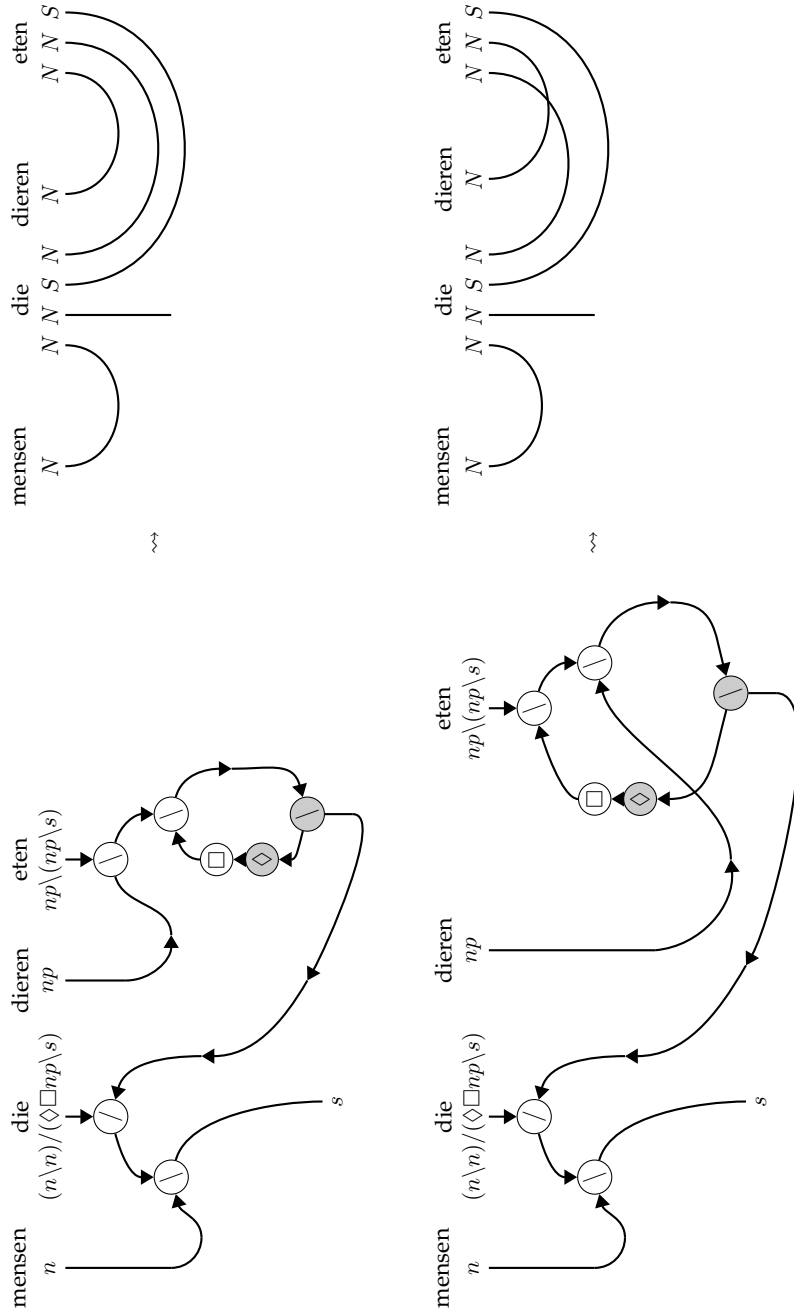 mensen die dieren eten
n (n\n)/(◇□np\s) np np\(np\s)
□
◇
s
⇝
mensen die dieren eten
N N N S N N N N S
mensen die dieren eten
n (n\n)/(◇□np\s) np np\(np\s)
□
◇
s
⇝
mensen die dieren eten
N N N S N N N N S